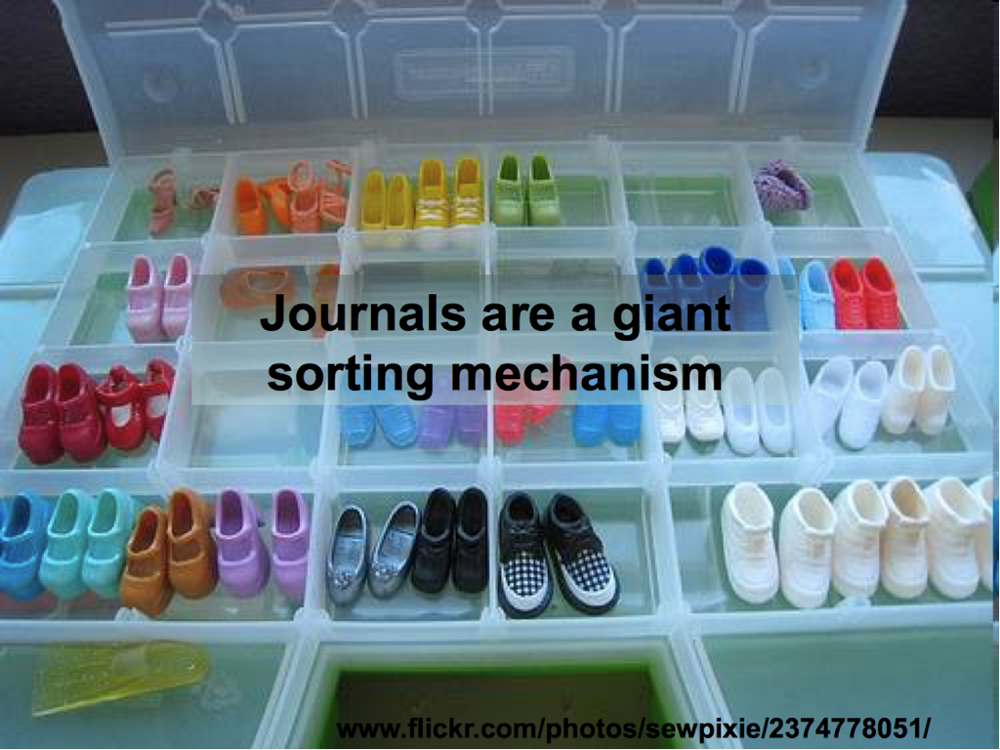 Journals are a giant
sorting mechanism
www.flickr.com/photos/sewpixie/2374778051/